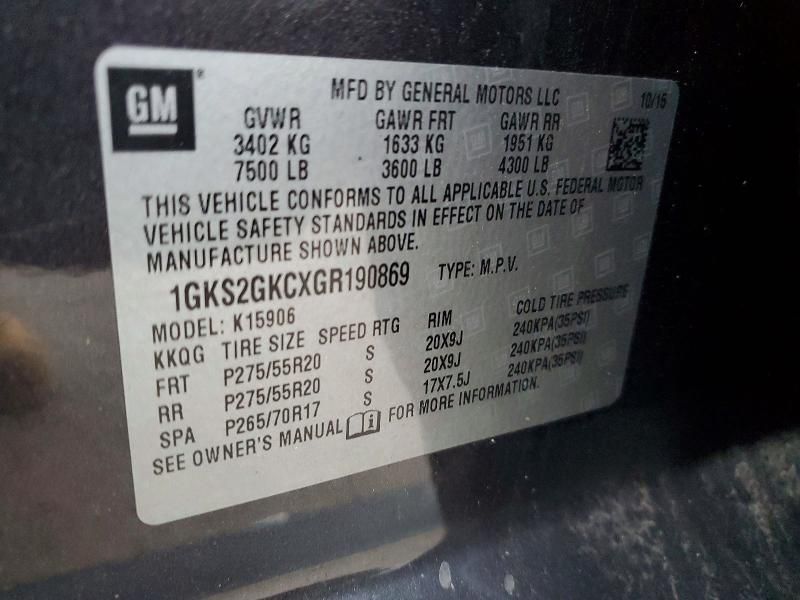 GM
MFD BY GENERAL MOTORS LLC 10/15
GVWR GAWR FRT GAWR RR
3402 KG 1633 KG 1951 KG
7500 LB 3600 LB 4300 LB
THIS VEHICLE CONFORMS TO ALL APPLICABLE U.S. FEDERAL MOTOR
VEHICLE SAFETY STANDARDS IN EFFECT ON THE DATE OF
MANUFACTURE SHOWN ABOVE.
1GKS2GKCXGR190869 TYPE: M.P.V.
MODEL: K15906
KKQG TIRE SIZE SPEED RTG RIM COLD TIRE PRESSURE
FRT P275/55R20 S 20X9J 240KPA(35PSI)
RR P275/55R20 S 20X9J 240KPA(35PSI)
SPA P265/70R17 S 17X7.5J 240KPA(35PSI)
SEE OWNER'S MANUAL i FOR MORE INFORMATION.